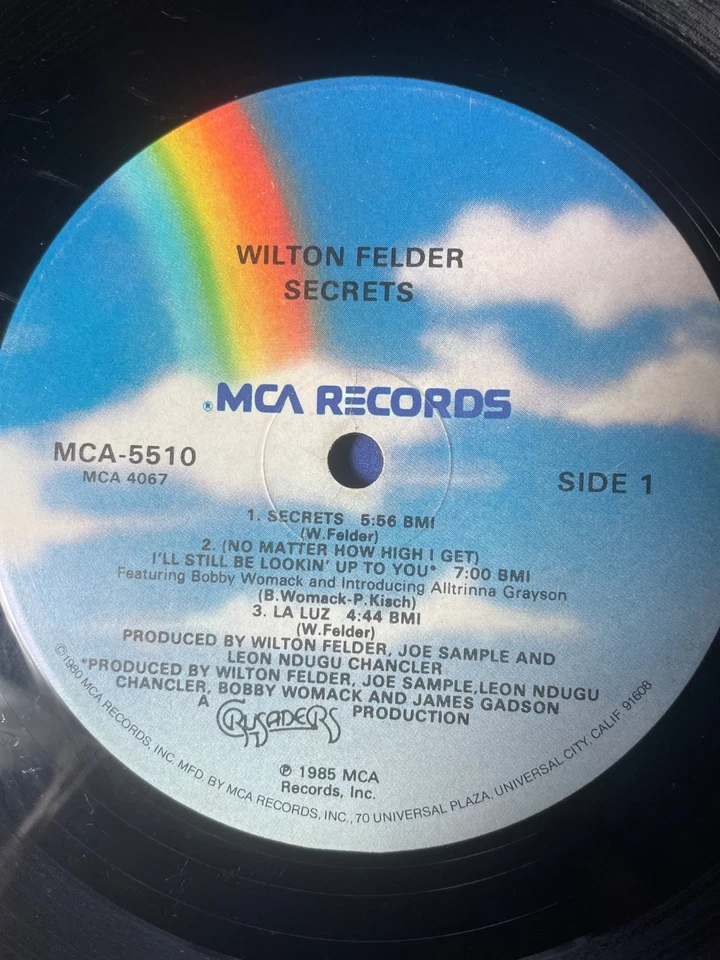 WILTON FELDER
SECRETS
®MCA RECORDS
MCA-5510
MCA 4067
SIDE 1
1. SECRETS 5:56 BMI
(W.Felder)
2. (NO MATTER HOW HIGH I GET)
I'LL STILL BE LOOKIN' UP TO YOU* 7:00 BMI
Featuring Bobby Womack and Introducing Alltrinna Grayson
(B.Womack-P.Kisch)
3. LA LUZ 4:44 BMI
(W.Felder)
PRODUCED BY WILTON FELDER, JOE SAMPLE AND
LEON NDUGU CHANCLER
*PRODUCED BY WILTON FELDER, JOE SAMPLE,LEON NDUGU
CHANCLER, BOBBY WOMACK AND JAMES GADSON
A CRUSADERS PRODUCTION
℗ 1985 MCA
Records, Inc.
©1980 MCA RECORDS, INC. MFD. BY MCA RECORDS, INC., 70 UNIVERSAL PLAZA, UNIVERSAL CITY, CALIF. 91608